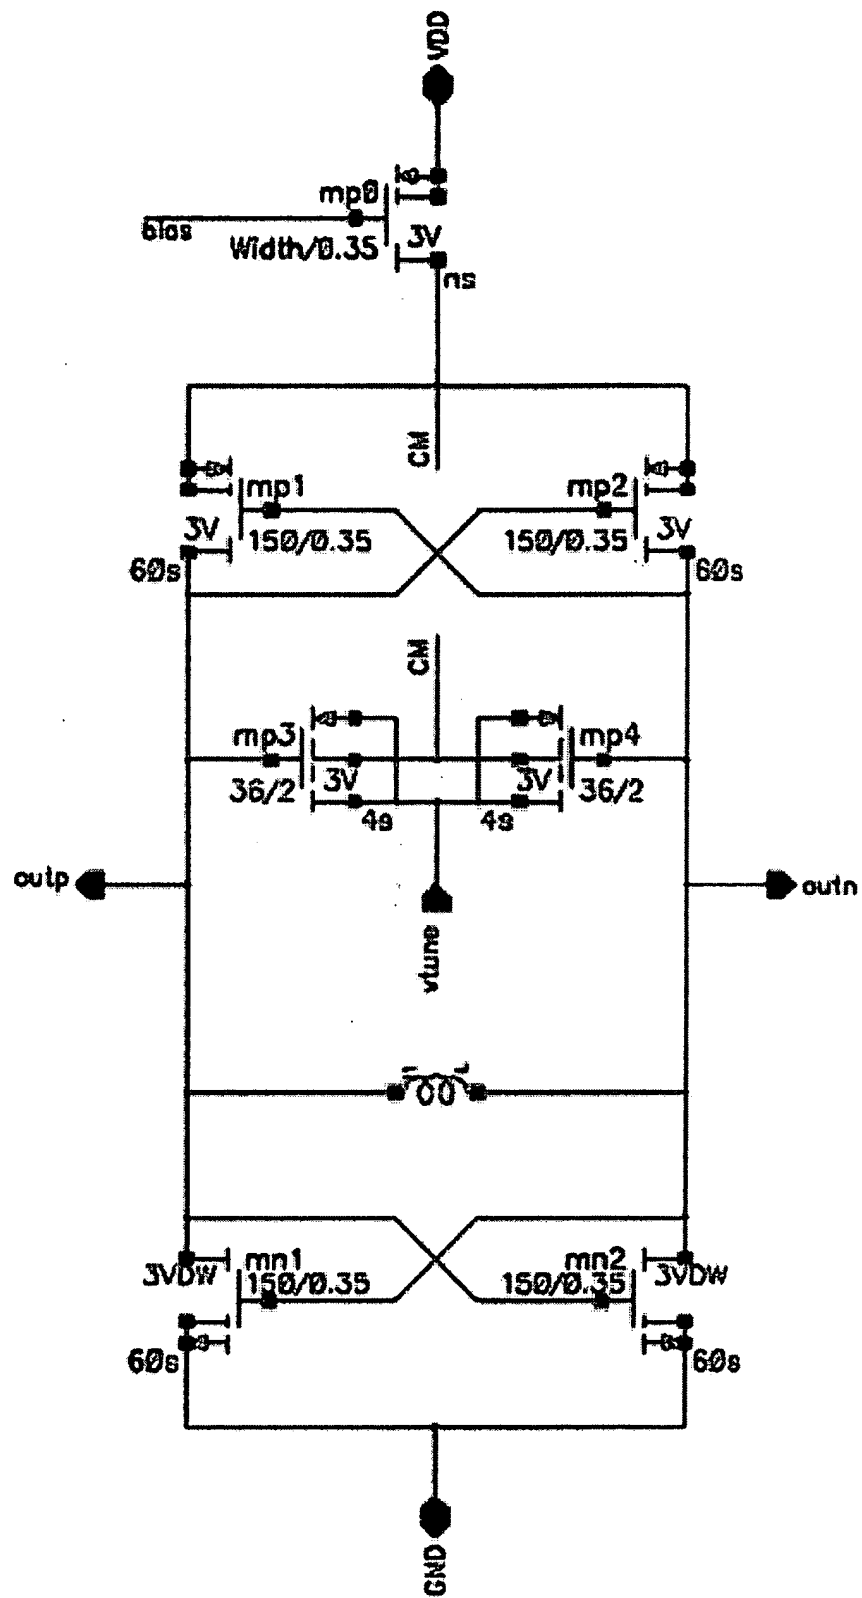 VDD
mp0
bias
Width/0.35
3V
ns
CM
mp1
mp2
3V
150/0.35
150/0.35
3V
60s
60s
CM
mp3
mp4
3V
3V
36/2
36/2
4s
4s
outp
outn
vtune
mn1
mn2
3VDW
150/0.35
150/0.35
3VDW
60s
60s
GND